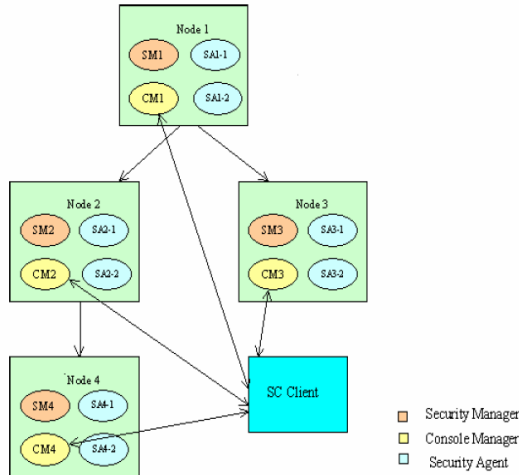 Node 1
SM1
SA1-1
CM1
SA1-2
Node 2
SM2
SA2-1
CM2
SA2-2
Node 3
SM3
SA3-1
CM3
SA3-2
Node 4
SM4
SA4-1
CM4
SA4-2
SC Client
Security Manager
Console Manager
Security Agent